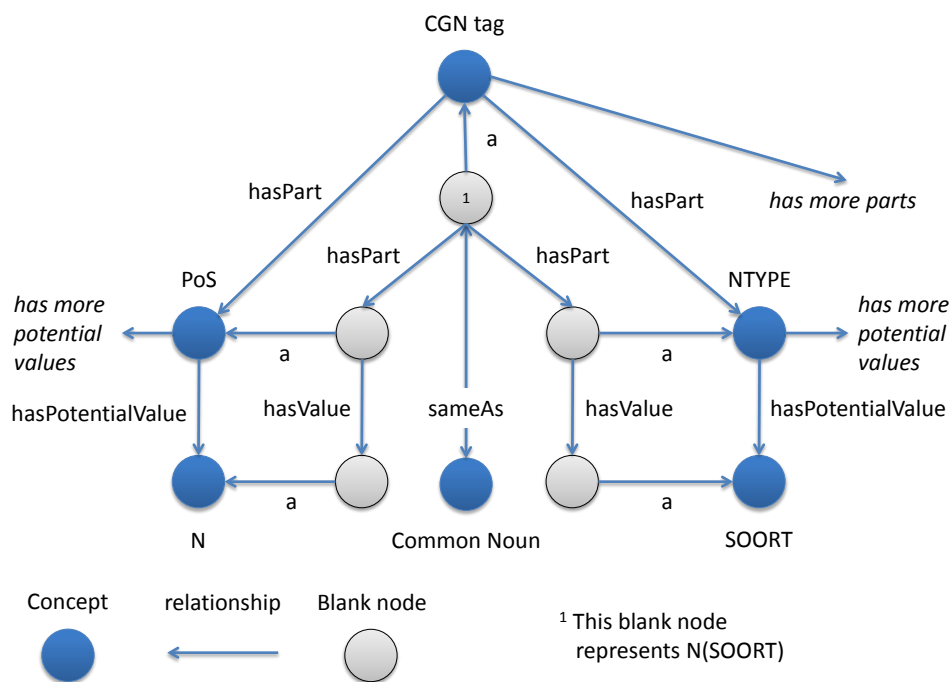 CGN tag
a
hasPart
1
hasPart
has more parts
hasPart
hasPart
PoS
NTYPE
has more
potential
values
has more
potential
values
a
a
hasPotentialValue
hasValue
sameAs
hasValue
hasPotentialValue
a
a
N
Common Noun
SOORT
Concept
relationship
Blank node
1 This blank node
represents N(SOORT)